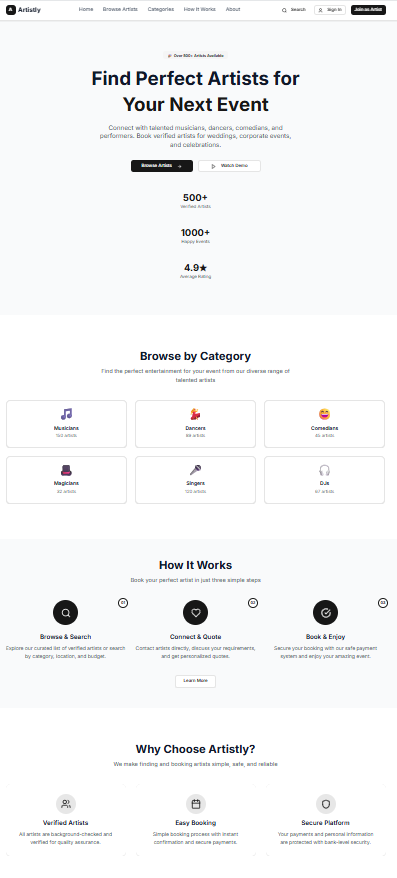 Artistly
Home Browse Artists Categories How It Works About
Search Sign In Join as Artist
Over 500+ Artists Available
Find Perfect Artists for
Your Next Event
Connect with talented musicians, dancers, comedians, and
performers. Book verified artists for weddings, corporate events,
and celebrations.
Browse Artists → Watch Demo
500+
Verified Artists
1000+
Happy Events
4.9★
Average Rating
Browse by Category
Find the perfect entertainment for your event from our diverse range of
talented artists
Musicians Dancers Comedians
150 artists 89 artists 45 artists
Magicians Singers DJs
32 artists 120 artists 67 artists
How It Works
Book your perfect artist in just three simple steps
01 02 03
Browse & Search Connect & Quote Book & Enjoy
Explore our curated list of verified artists or search Contact artists directly, discuss your requirements, Secure your booking with our safe payment
by category, location, and budget. and get personalized quotes. system and enjoy your amazing event.
Learn More
Why Choose Artistly?
We make finding and booking artists simple, safe, and reliable
Verified Artists Easy Booking Secure Platform
All artists are background-checked and Simple booking process with instant Your payments and personal information
verified for quality assurance. confirmation and secure payments. are protected with bank-level security.